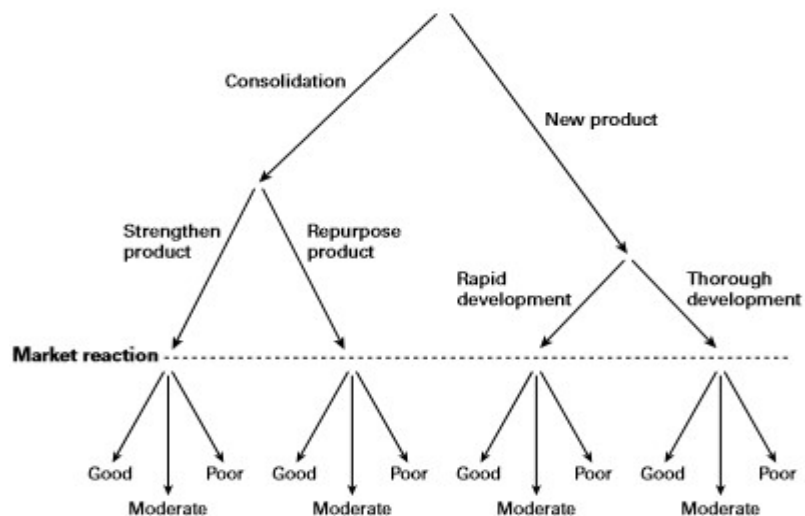 Consolidation
New product
Strengthen
product
Repurpose
product
Rapid
development
Thorough
development
Market reaction
Good
Poor
Moderate
Good
Poor
Moderate
Good
Poor
Moderate
Good
Poor
Moderate